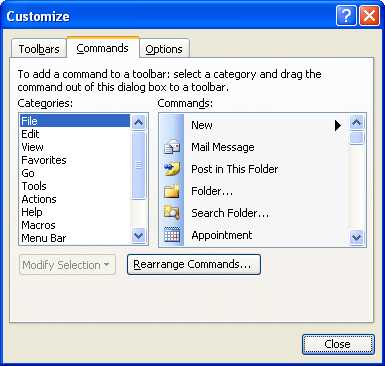 Customize
Toolbars Commands Options
To add a command to a toolbar: select a category and drag the
command out of this dialog box to a toolbar.
Categories: Commands:
File
Edit
View
Favorites
Go
Tools
Actions
Help
Macros
Menu Bar
New
Mail Message
Post in This Folder
Folder...
Search Folder...
Appointment
Modify Selection
Rearrange Commands...
Close